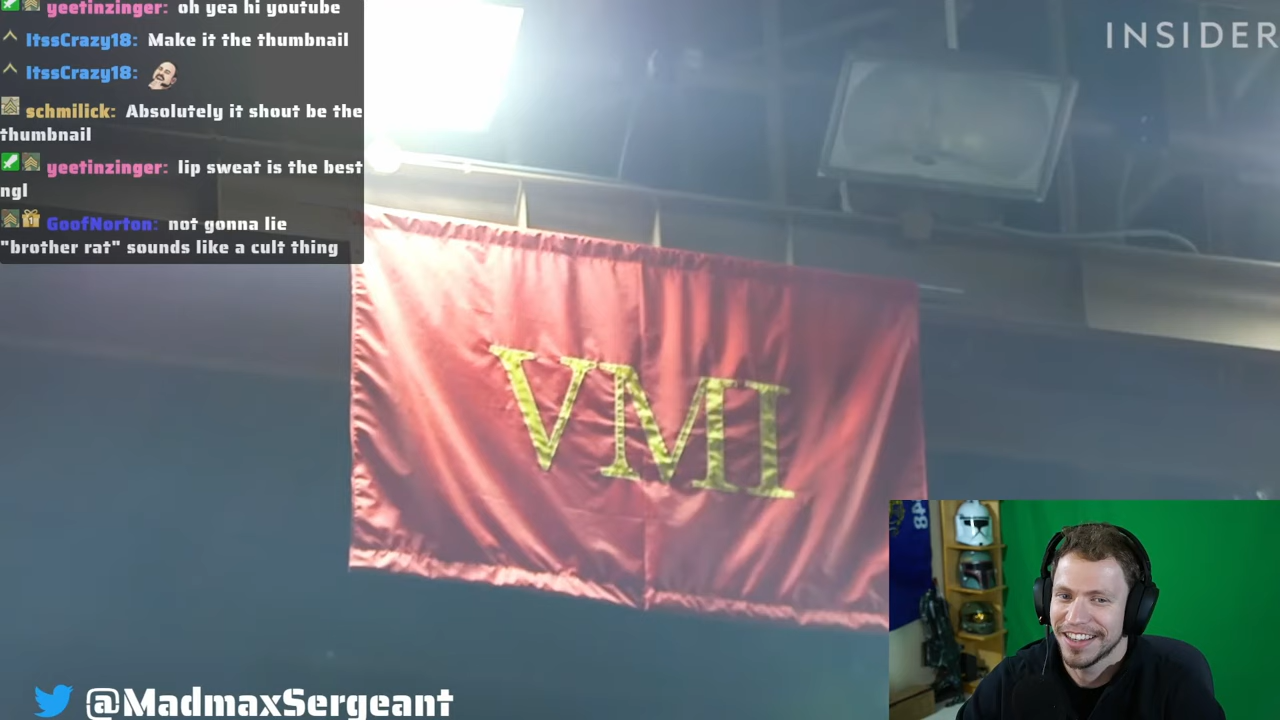 yeetinzinger: oh yea hi youtube
INSIDER
ItssCrazy18: Make it the thumbnail
ItssCrazy18:
schmilick: Absolutely it shout be the
thumbnail
yeetinzinger: lip sweat is the best
ngl
GoofNorton: not gonna lie
"brother rat" sounds like a cult thing
VMI
@MadmaxSergeant